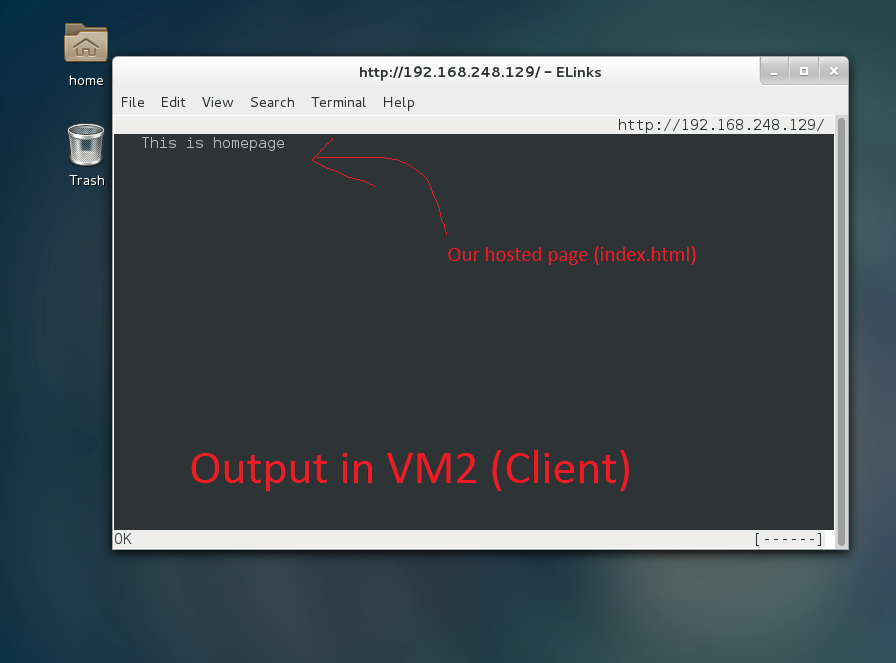 home
Trash
http://192.168.248.129/ - ELinks
File Edit View Search Terminal Help
http://192.168.248.129/
This is homepage
Our hosted page (index.html)
Output in VM2 (Client)
OK [------]